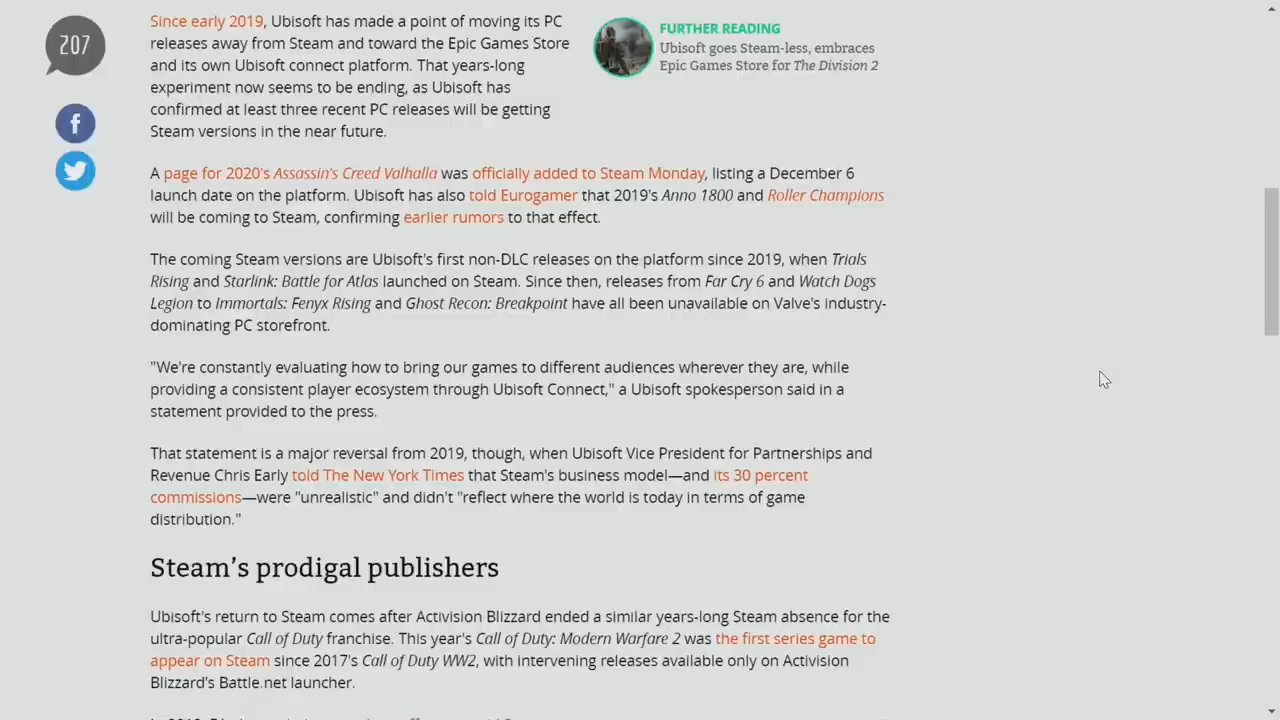 207
Since early 2019, Ubisoft has made a point of moving its PC
releases away from Steam and toward the Epic Games Store
and its own Ubisoft connect platform. That years-long
experiment now seems to be ending, as Ubisoft has
confirmed at least three recent PC releases will be getting
Steam versions in the near future.
FURTHER READING
Ubisoft goes Steam-less, embraces
Epic Games Store for The Division 2
A page for 2020's Assassin's Creed Valhalla was officially added to Steam Monday, listing a December 6
launch date on the platform. Ubisoft has also told Eurogamer that 2019's Anno 1800 and Roller Champions
will be coming to Steam, confirming earlier rumors to that effect.
The coming Steam versions are Ubisoft's first non-DLC releases on the platform since 2019, when Trials
Rising and Starlink: Battle for Atlas launched on Steam. Since then, releases from Far Cry 6 and Watch Dogs
Legion to Immortals: Fenyx Rising and Ghost Recon: Breakpoint have all been unavailable on Valve's industry-
dominating PC storefront.
"We're constantly evaluating how to bring our games to different audiences wherever they are, while
providing a consistent player ecosystem through Ubisoft Connect," a Ubisoft spokesperson said in a
statement provided to the press.
That statement is a major reversal from 2019, though, when Ubisoft Vice President for Partnerships and
Revenue Chris Early told The New York Times that Steam's business model—and its 30 percent
commissions—were "unrealistic" and didn't "reflect where the world is today in terms of game
distribution."
Steam's prodigal publishers
Ubisoft's return to Steam comes after Activision Blizzard ended a similar years-long Steam absence for the
ultra-popular Call of Duty franchise. This year's Call of Duty: Modern Warfare 2 was the first series game to
appear on Steam since 2017's Call of Duty WW2, with intervening releases available only on Activision
Blizzard's Battle.net launcher.